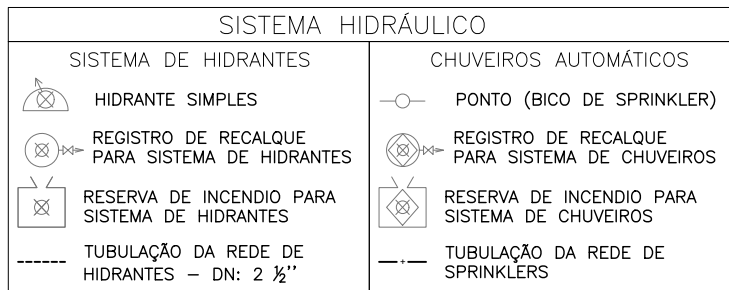 SISTEMA HIDRÁULICO
SISTEMA DE HIDRANTES
HIDRANTE SIMPLES
REGISTRO DE RECALQUE
PARA SISTEMA DE HIDRANTES
RESERVA DE INCENDIO PARA
SISTEMA DE HIDRANTES
TUBULAÇÃO DA REDE DE
HIDRANTES – DN: 2 ½''
CHUVEIROS AUTOMÁTICOS
PONTO (BICO DE SPRINKLER)
REGISTRO DE RECALQUE
PARA SISTEMA DE CHUVEIROS
RESERVA DE INCENDIO PARA
SISTEMA DE CHUVEIROS
TUBULAÇÃO DA REDE DE
SPRINKLERS